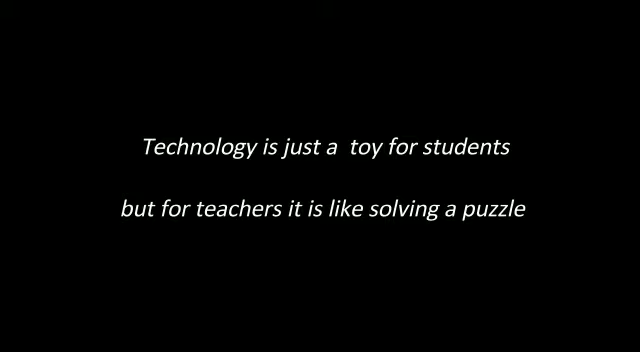 Technology is just a  toy for students
but for teachers it is like solving a puzzle